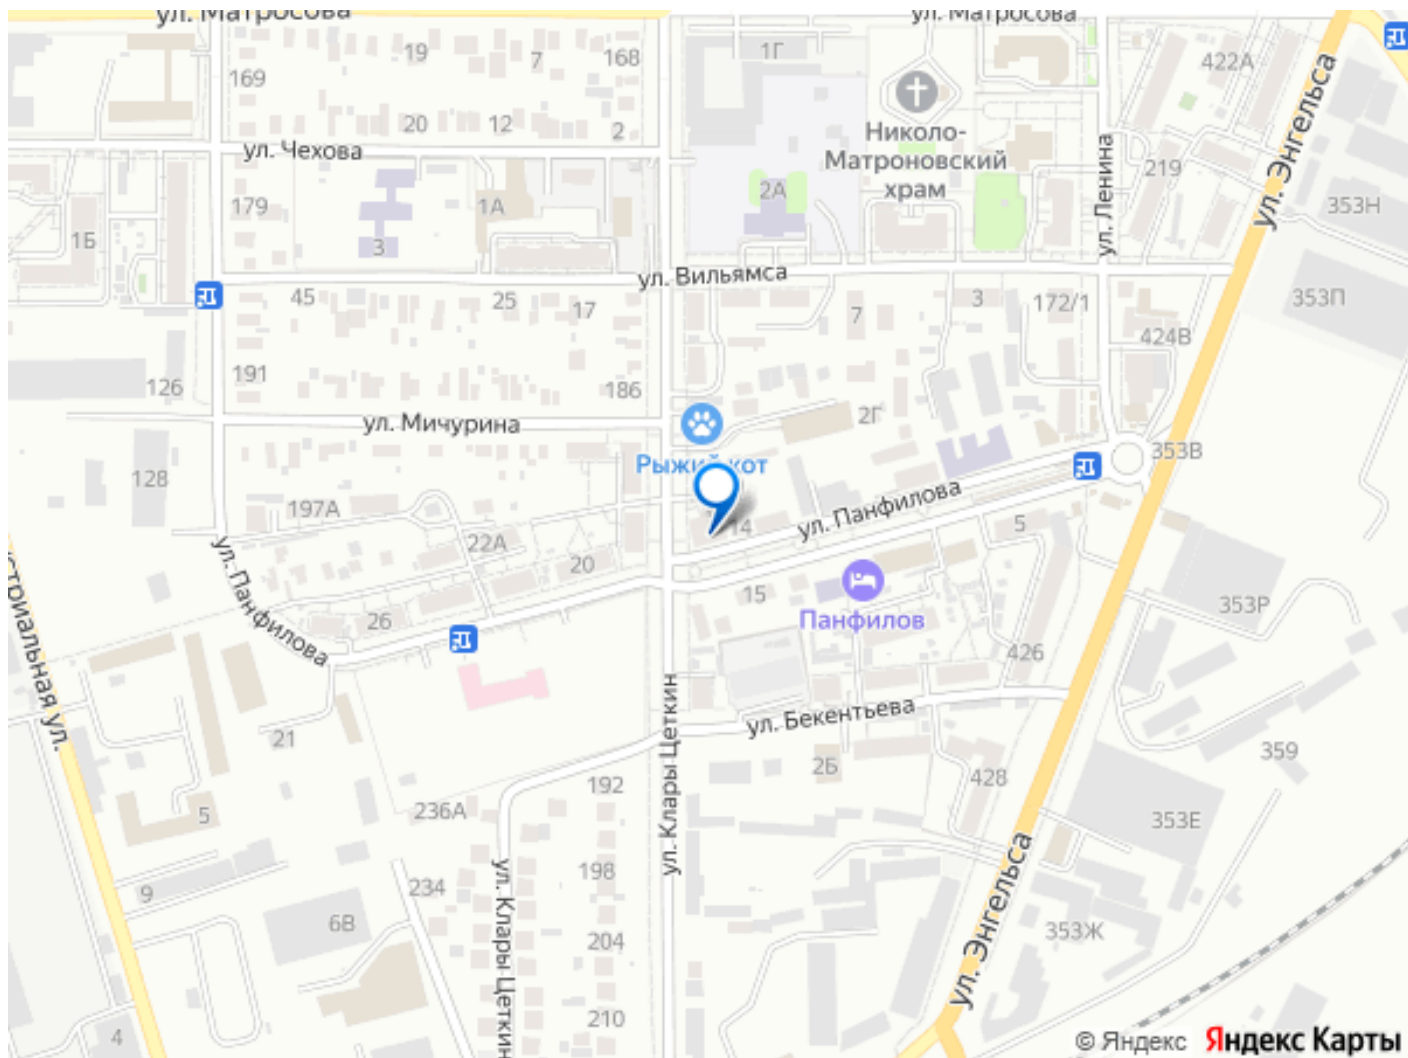 ул. Матросова
ул. Матросова
19
7
168
1Г
422А
169
20
12
2
Николо-
Матроновский
храм
ул. Чехова
ул. Ленина
219
ул. Энгельса
179
1А
2А
353Н
1Б
3
ул. Вильямса
45
25
17
7
3
172/1
353П
424В
191
126
186
ул. Мичурина
2Г
Рыжий кот
353В
128
197А
22А
14
ул. Панфилова
5
20
15
ул. Панфилова
26
Панфилов
353Р
426
стриальная ул.
21
ул. Клары Цеткин
ул. Бекентьева
359
192
2Б
428
236А
5
353Е
ул. Энгельса
198
234
9
6В
ул. Клары Цеткин
204
353Ж
210
4
© Яндекс Яндекс Карты